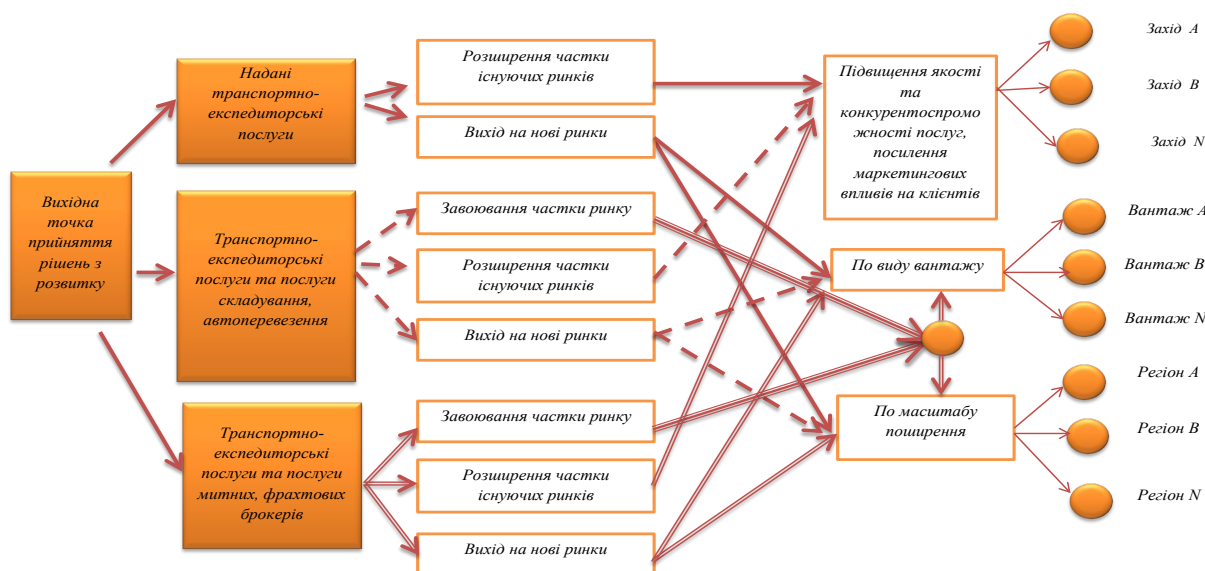 Вихідна
точка
прийняття
рішень з
розвитку
Надані
транспортно-
експедиторські
послуги
Транспортно-
експедиторські
послуги та послуги
складування,
автоперевезення
Транспортно-
експедиторські
послуги та послуги
митних, фрахтових
брокерів
Розширення частки
існуючих ринків
Вихід на нові ринки
Завоювання частки ринку
Розширення частки
існуючих ринків
Вихід на нові ринки
Завоювання частки ринку
Розширення частки
існуючих ринків
Вихід на нові ринки
Підвищення якості
та
конкурентоспромо
жності послуг,
посилення
маркетингових
впливів на клієнтів
По виду вантажу
По масштабу
поширення
Захід A
Захід B
Захід N
Вантаж A
Вантаж B
Вантаж N
Регіон A
Регіон B
Регіон N